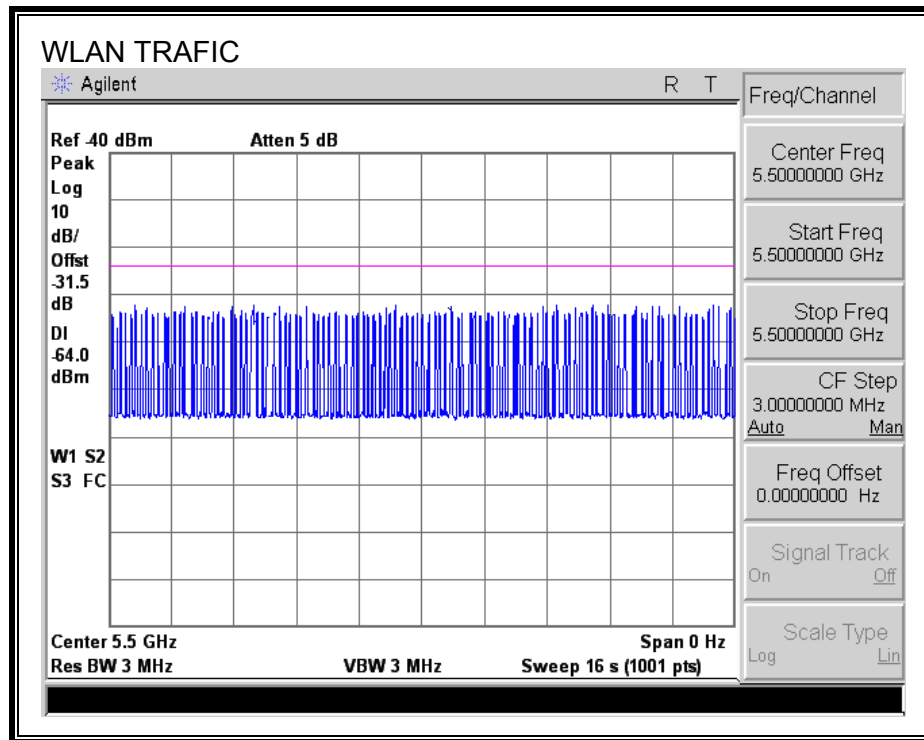 WLAN TRAFIC
Agilent R T
Ref -40 dBm Atten 5 dB
Peak
Log
10
dB/
Offst
-31.5
dB
DI
-64.0
dBm
W1 S2
S3 FC
Center 5.5 GHz Span 0 Hz
Res BW 3 MHz VBW 3 MHz Sweep 16 s (1001 pts)
Freq/Channel
Center Freq
5.50000000 GHz
Start Freq
5.50000000 GHz
Stop Freq
5.50000000 GHz
CF Step
3.00000000 MHz
Auto Man
Freq Offset
0.00000000 Hz
Signal Track
On Off
Scale Type
Log Lin